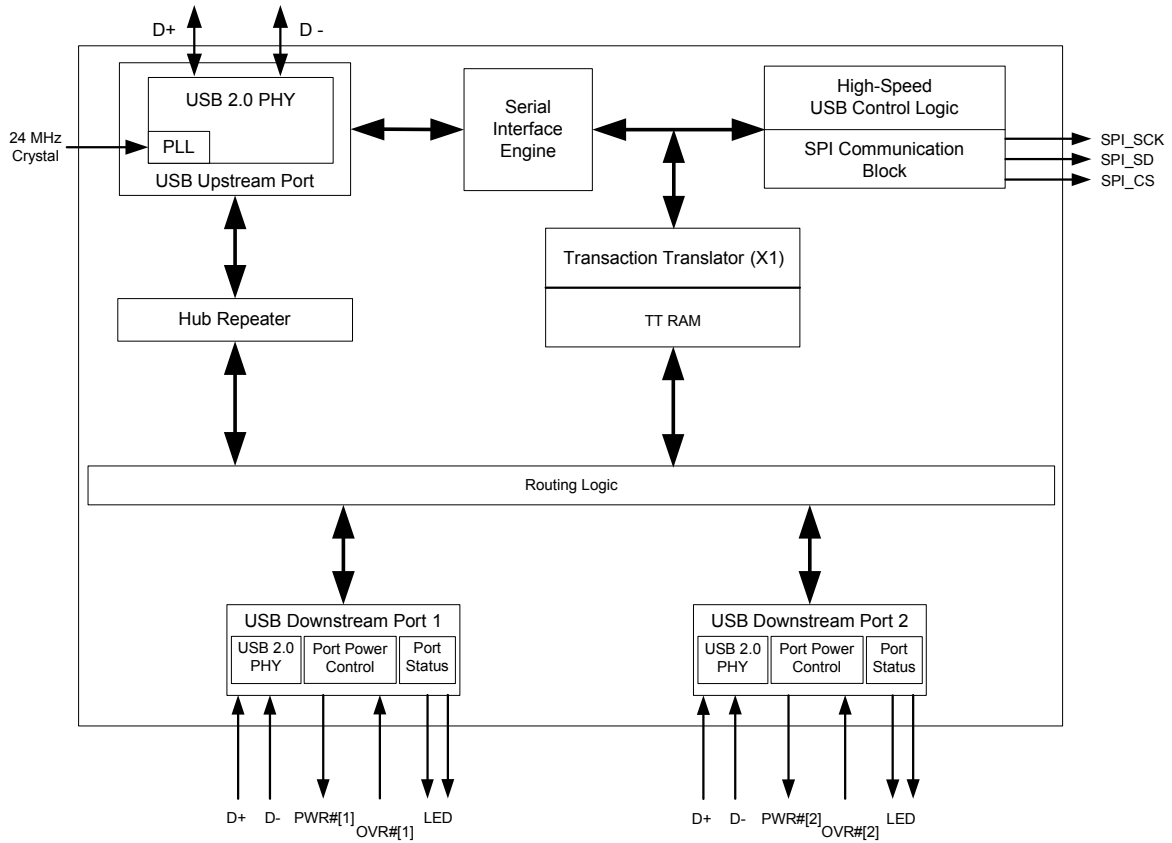 D+
D -
USB 2.0 PHY
PLL
USB Upstream Port
24 MHz
Crystal
Serial
Interface
Engine
High-Speed
USB Control Logic
SPI Communication
Block
SPI_SCK
SPI_SD
SPI_CS
Transaction Translator (X1)
TT RAM
Hub Repeater
Routing Logic
USB Downstream Port 1
USB 2.0
PHY
Port Power
Control
Port
Status
USB Downstream Port 2
USB 2.0
PHY
Port Power
Control
Port
Status
D+
D-
PWR#[1]
OVR#[1]
LED
D+
D-
PWR#[2]
OVR#[2]
LED